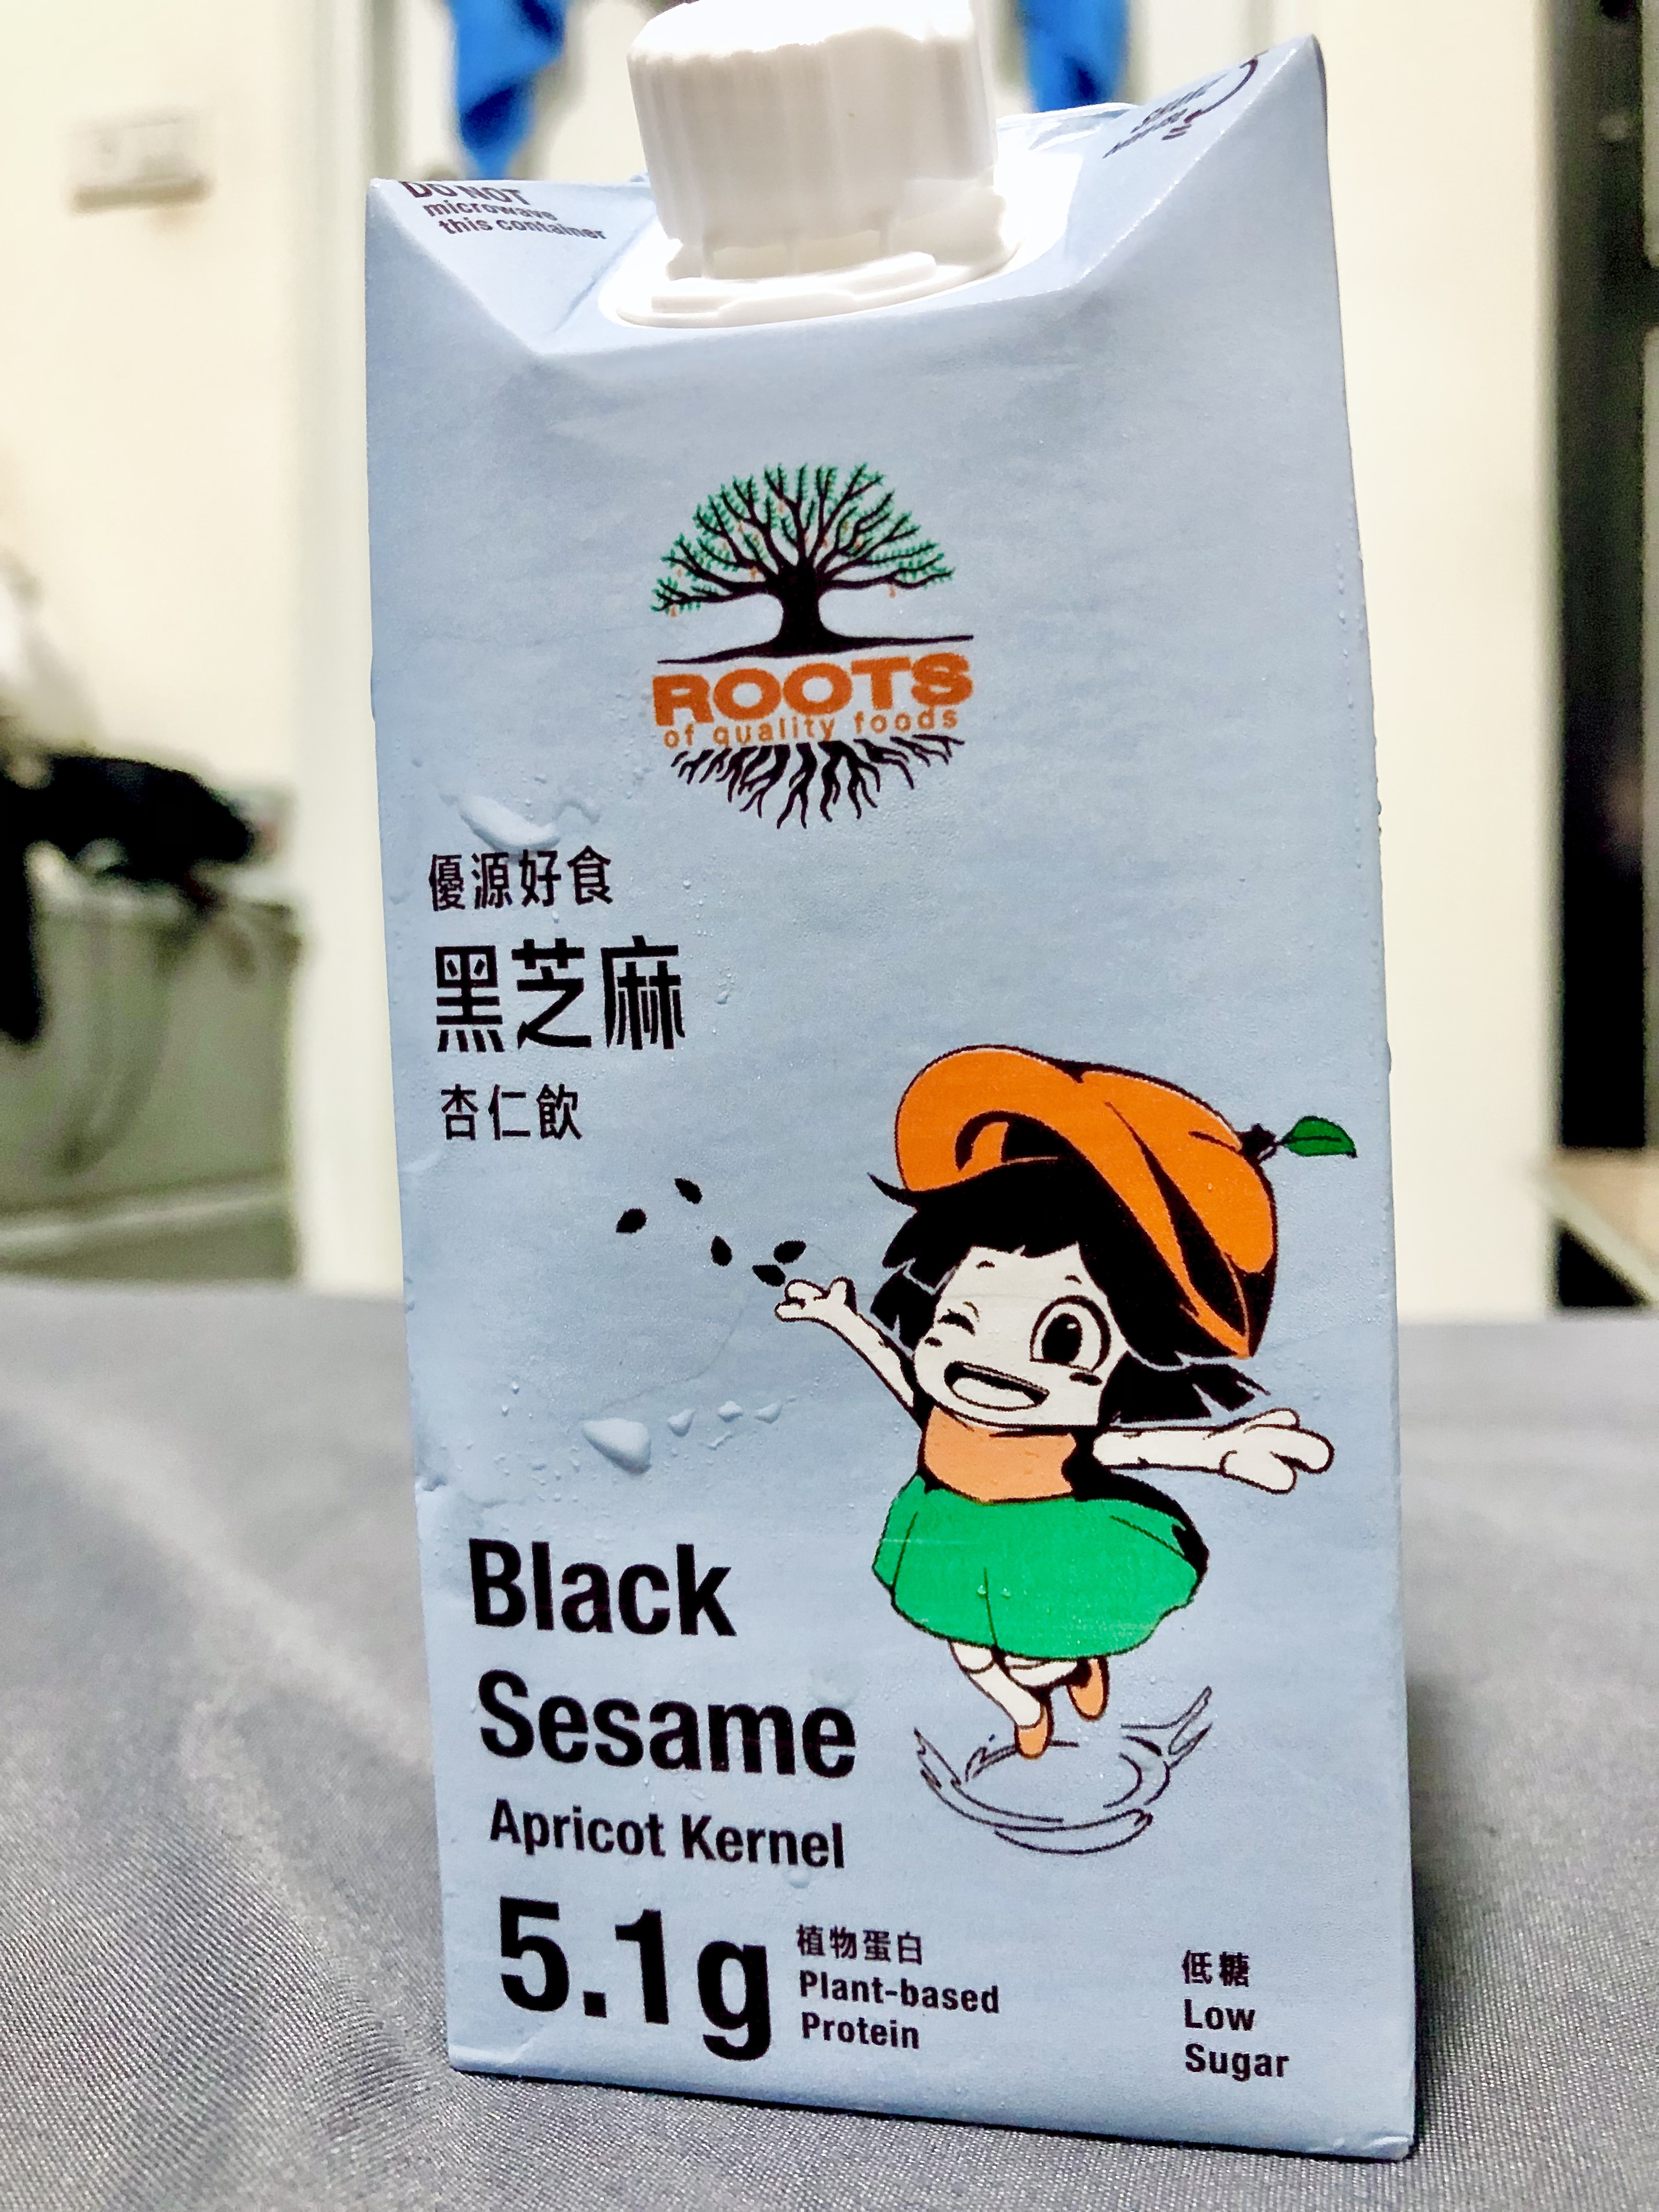 DO NOT
microwave
this container
ROOTS
of quality foods
優源好食
黑芝麻
杏仁飲
Black
Sesame
Apricot Kernel
5.1g
植物蛋白
Plant-based
Protein
低糖
Low
Sugar